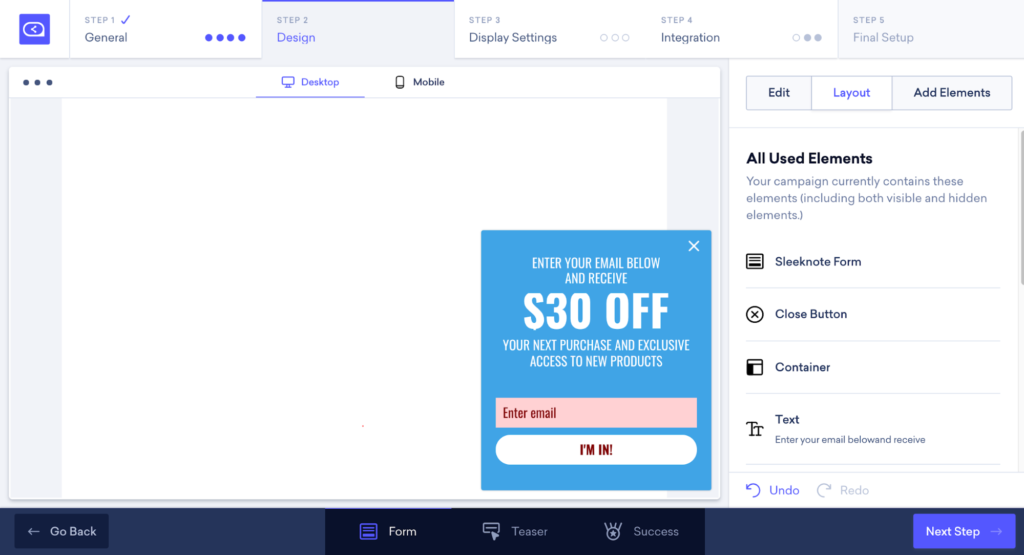 STEP 1
General
STEP 2
Design
STEP 3
Display Settings
STEP 4
Integration
STEP 5
Final Setup
Desktop
Mobile
ENTER YOUR EMAIL BELOW
AND RECEIVE
$30 OFF
YOUR NEXT PURCHASE AND EXCLUSIVE
ACCESS TO NEW PRODUCTS
Enter email
I'M IN!
Edit
Layout
Add Elements
All Used Elements
Your campaign currently contains these
elements (including both visible and hidden
elements.)
Sleeknote Form
Close Button
Container
Text
Enter your email belowand receive
Undo
Redo
Go Back
Form
Teaser
Success
Next Step